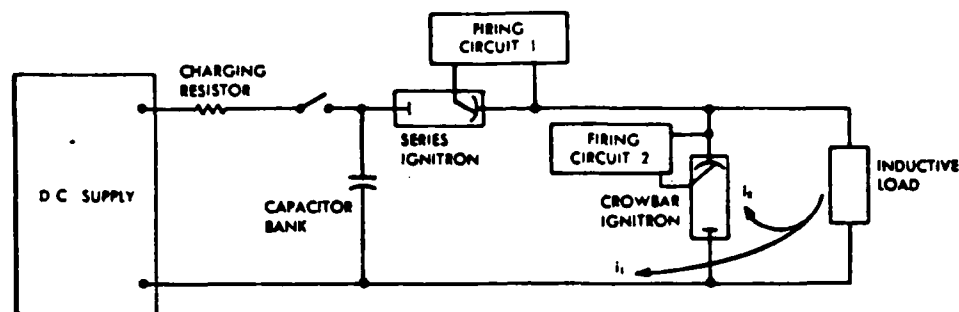 FIRING
CIRCUIT 1
CHARGING
RESISTOR
SERIES
IGNITRON
FIRING
CIRCUIT 2
INDUCTIVE
LOAD
D C SUPPLY
CAPACITOR
BANK
CROWBAR
IGNITRON
i₂
i₁